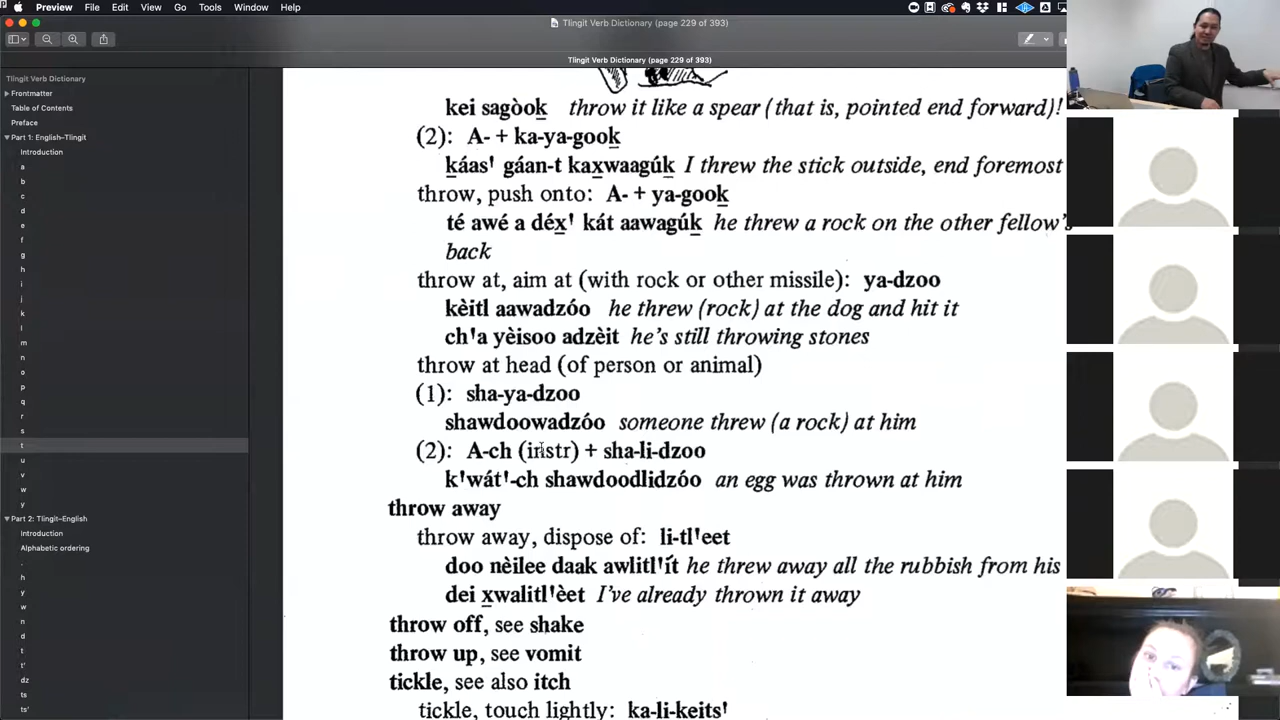 Preview File Edit View Go Tools Window Help
Tlingit Verb Dictionary (page 229 of 393)
Tlingit Verb Dictionary (page 229 of 393)
Tlingit Verb Dictionary
Frontmatter
Table of Contents
Preface
Part 1: English–Tlingit
Introduction
a
b
c
d
e
f
g
h
i
j
k
l
m
n
o
p
q
r
s
t
u
v
w
y
Part 2: Tlingit–English
Introduction
Alphabetic ordering
.
h
y
w
n
d
t
t'
dz
ts
ts'
kei sagòok̲ throw it like a spear (that is, pointed end forward)!
(2): A- + ka-ya-gook̲
k̲áas' gáan-t kax̲waagúk̲ I threw the stick outside, end foremost
throw, push onto: A- + ya-gook̲
té awé a déx̲' kát aawagúk̲ he threw a rock on the other fellow's
back
throw at, aim at (with rock or other missile): ya-dzoo
kèitl aawadzóo he threw (rock) at the dog and hit it
ch'a yèisoo adzèit he's still throwing stones
throw at head (of person or animal)
(1): sha-ya-dzoo
shawdoowadzóo someone threw (a rock) at him
(2): A-ch (instr) + sha-li-dzoo
k'wát'-ch shawdoodlidzóo an egg was thrown at him
throw away
throw away, dispose of: li-tl'eet
doo nèilee daak awlitl'ít he threw away all the rubbish from his
dei x̲walitl'èet I've already thrown it away
throw off, see shake
throw up, see vomit
tickle, see also itch
tickle, touch lightly: ka-li-keits'